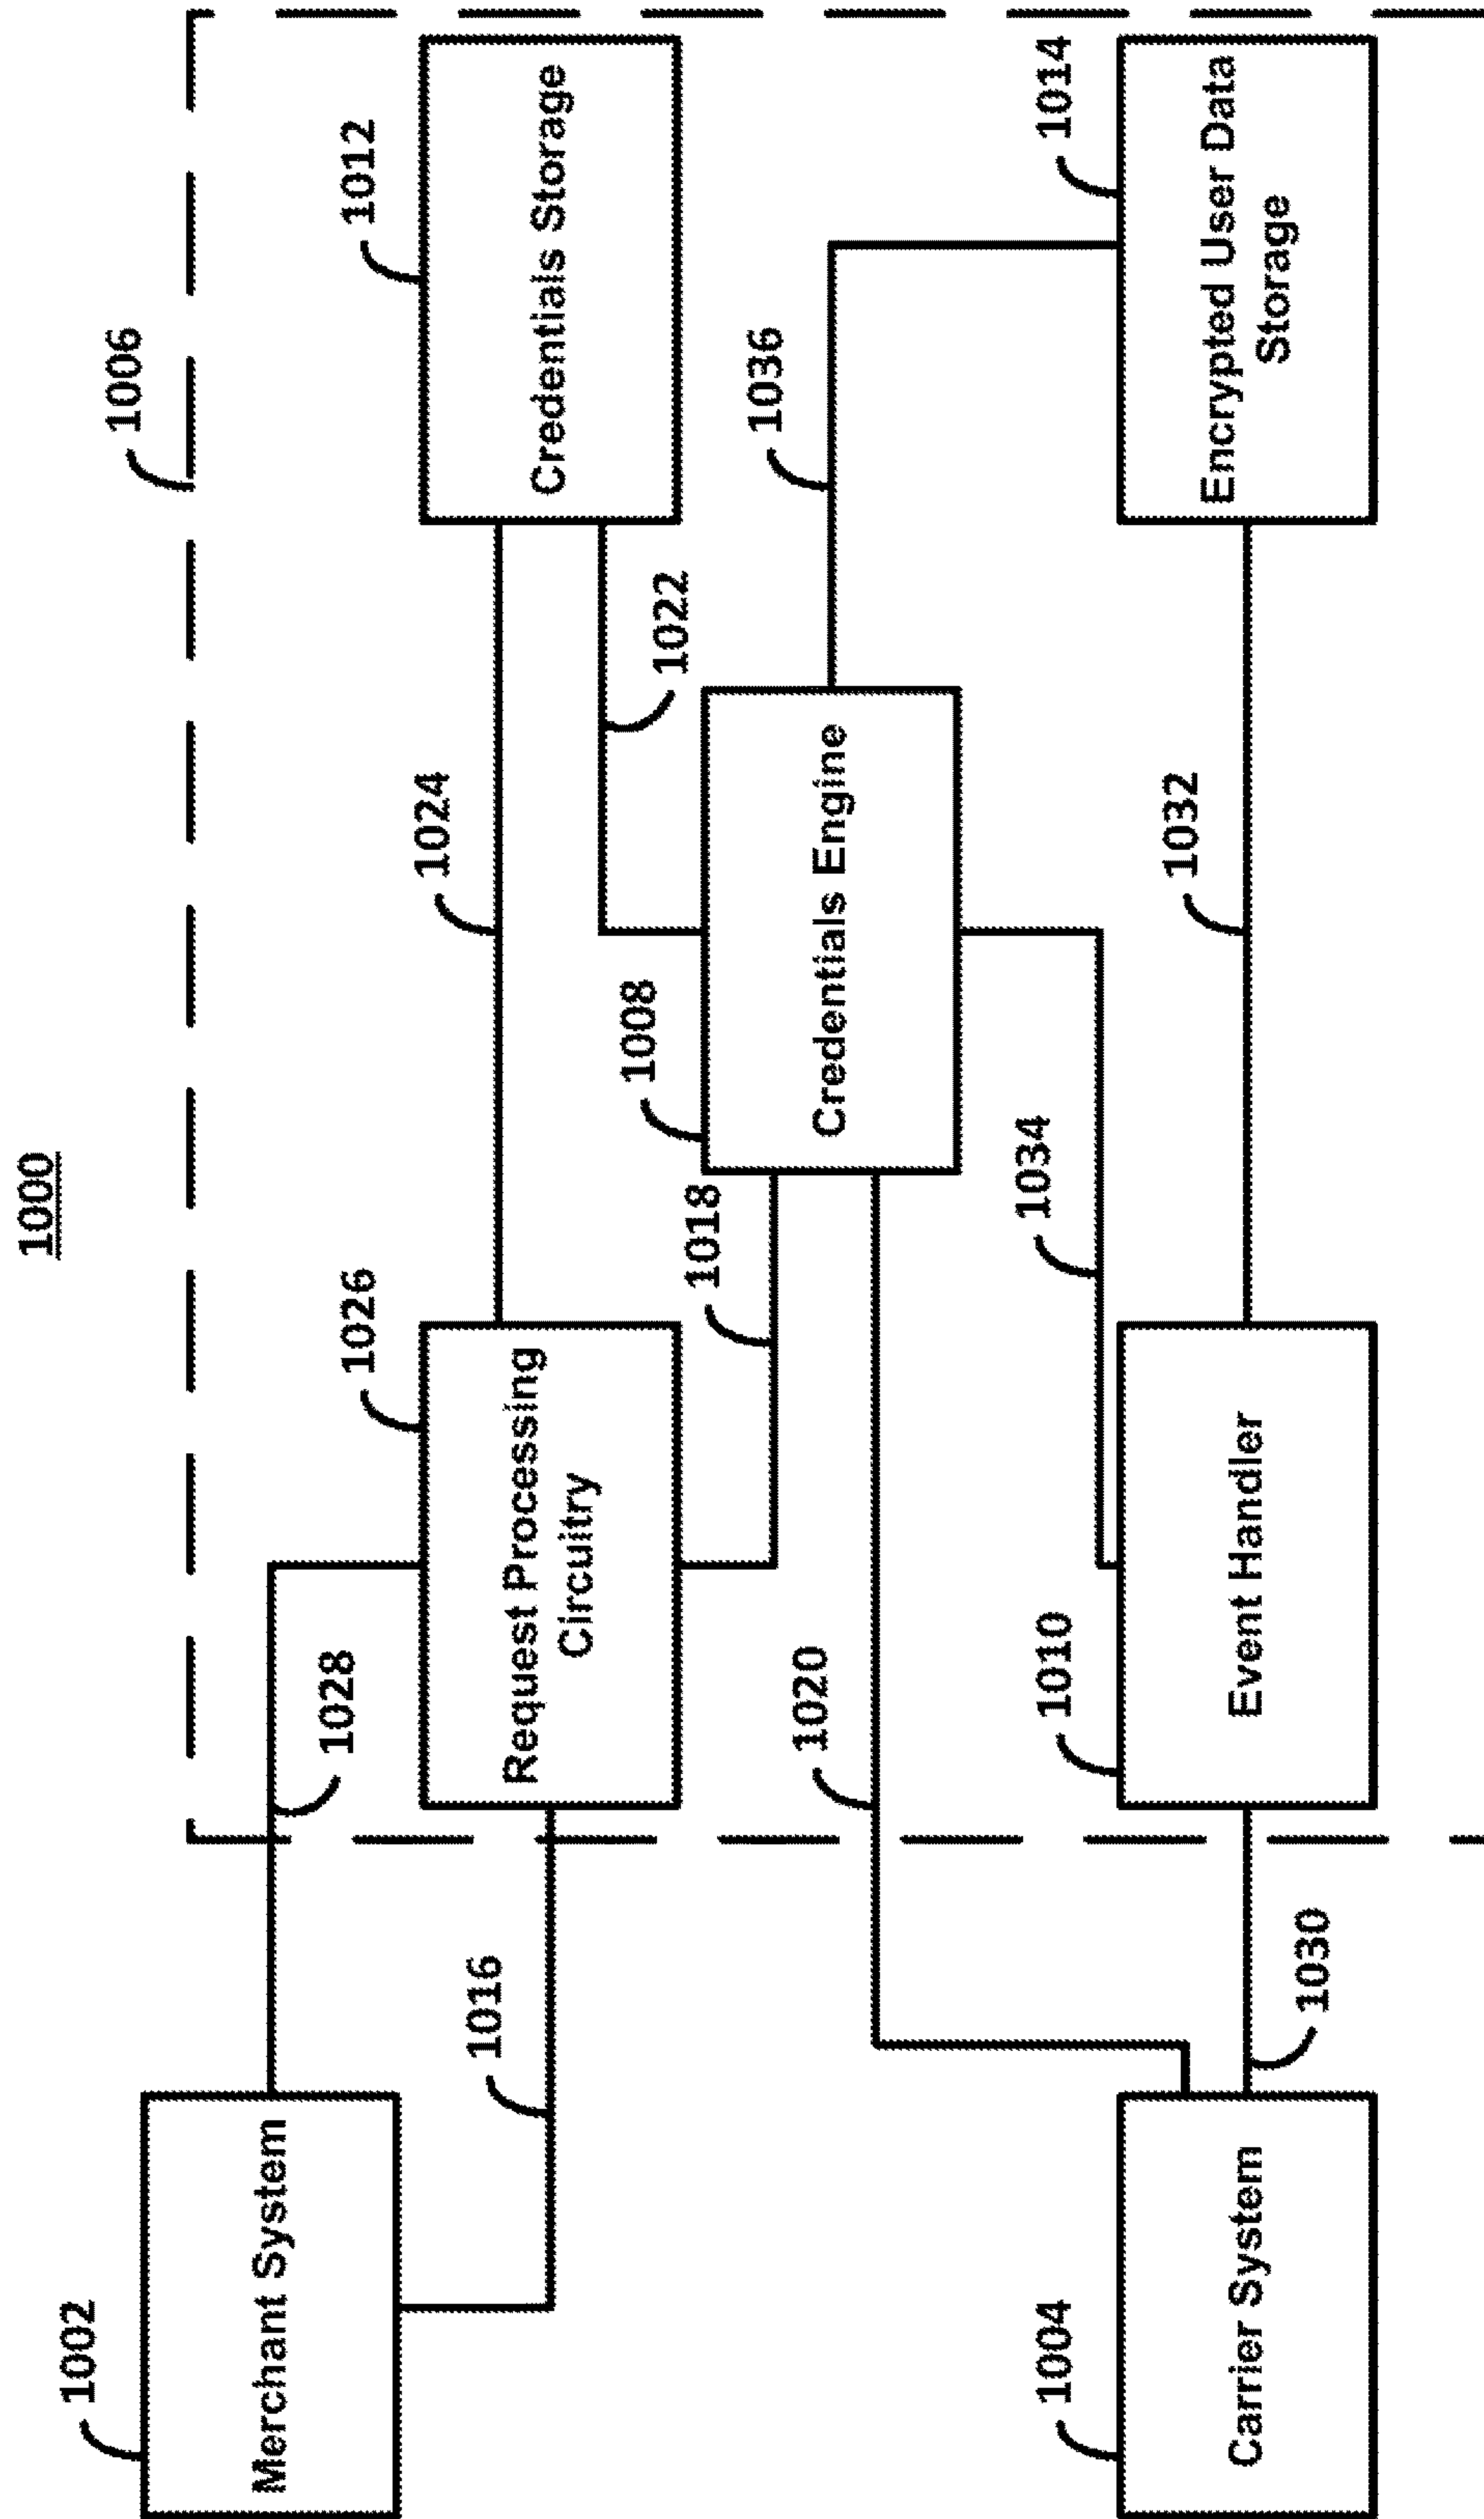 1000
1006
1002
Merchant System
1028
1016
1026
Request Processing
Circuitry
1024
1012
Credentials Storage
1022
1018
1008
Credentials Engine
1036
1020
1034
1004
Carrier System
1030
1010
Event Handler
1032
1014
Encrypted User Data
Storage